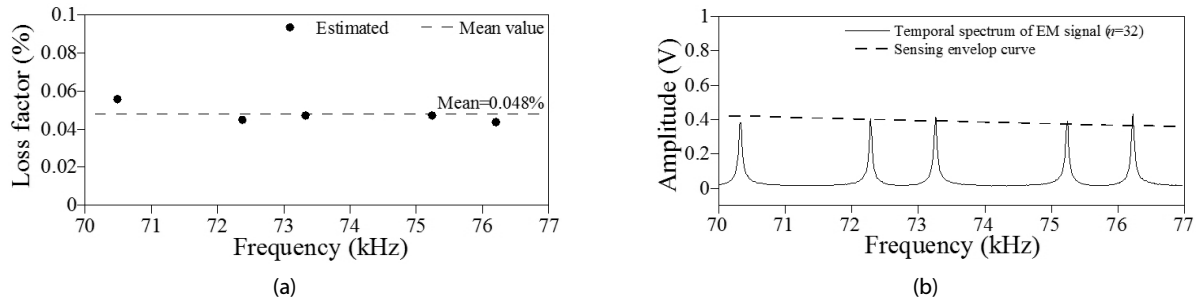 0.1
0.08
0.06
0.04
0.02
0
Loss factor (%)
Estimated
Mean value
Mean=0.048%
70 71 72 73 74 75 76 77
Frequency (kHz)
(a)
1
0.8
0.6
0.4
0.2
0
Amplitude (V)
Temporal spectrum of EM signal (n=32)
Sensing envelop curve
70 71 72 73 74 75 76 77
Frequency (kHz)
(b)